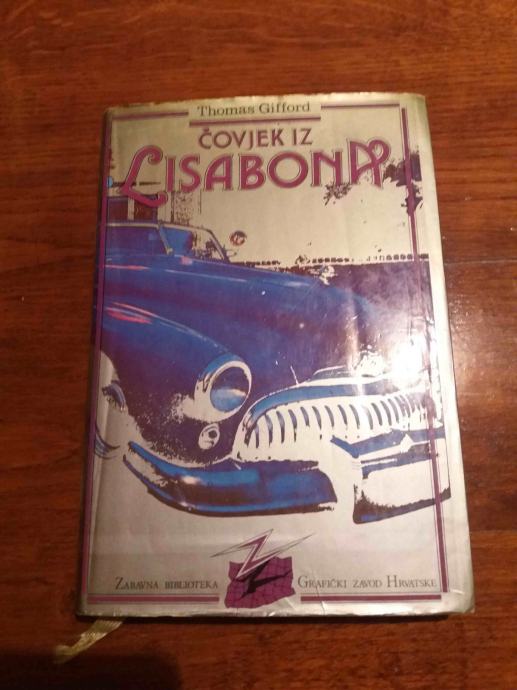 Thomas Gifford
ČOVJEK IZ
LISABONA
ZABAVNA BIBLIOTEKA GRAFIČKI ZAVOD HRVATSKE